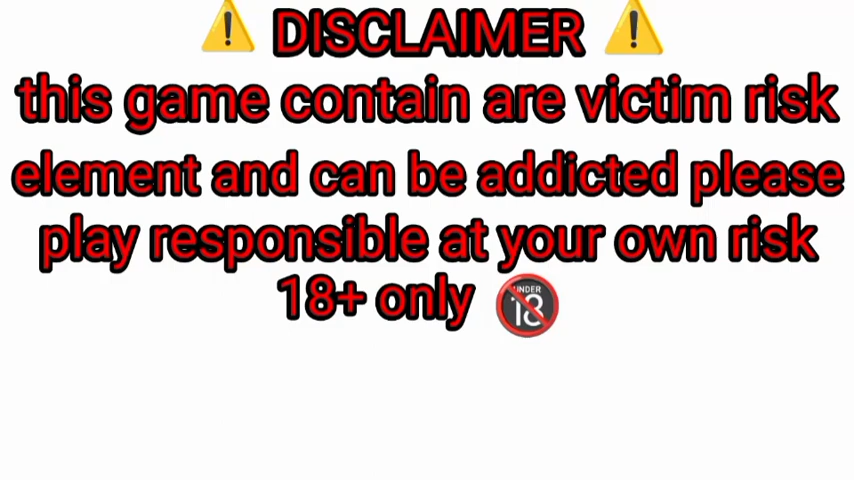 ⚠️ DISCLAIMER ⚠️
this game contain are victim risk
element and can be addicted please
play responsible at your own risk
18+ only 🔞